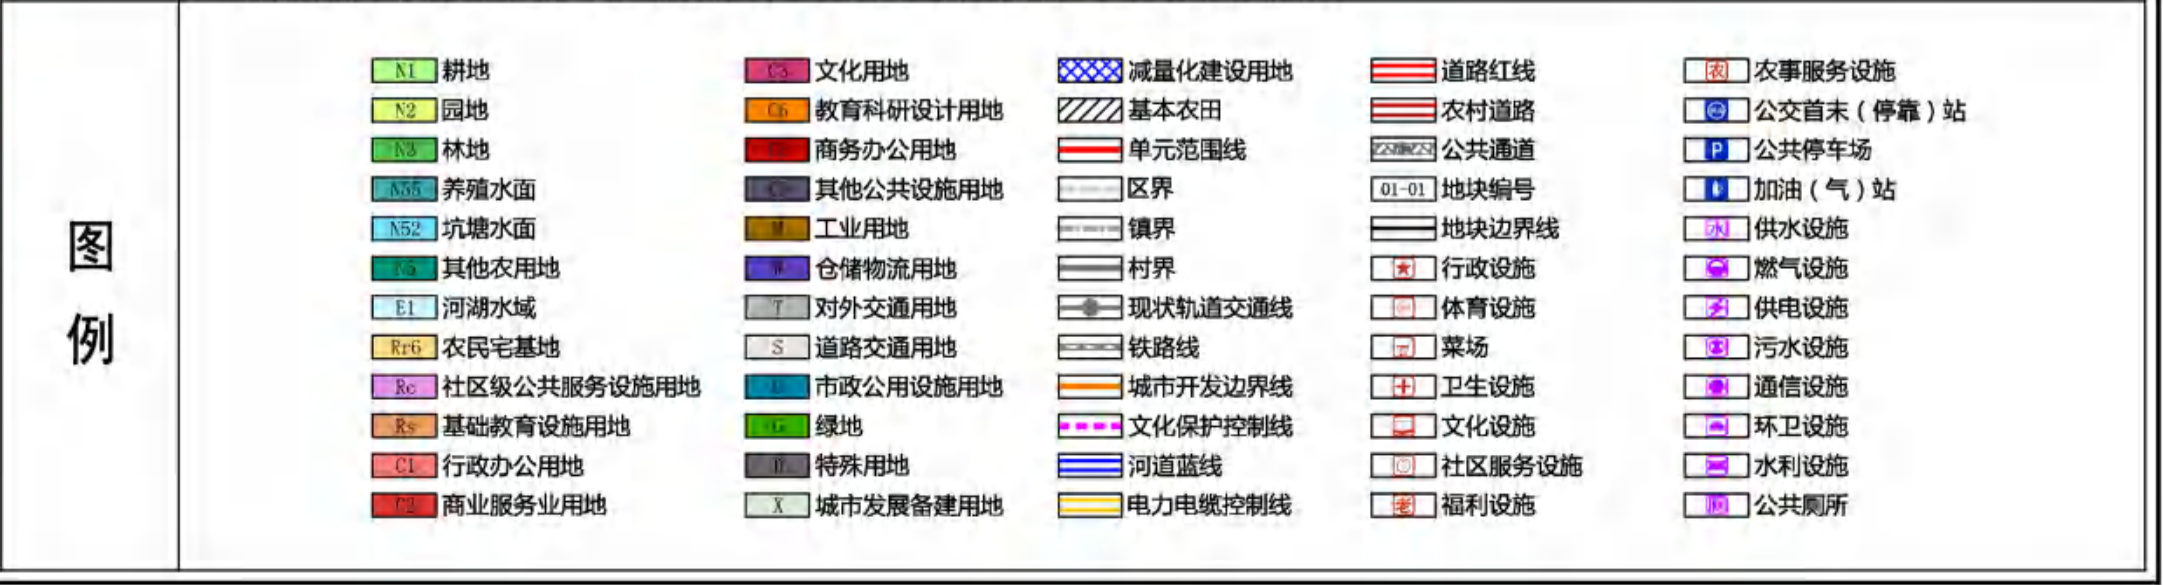 图例
N1 耕地
N2 园地
N3 林地
N55 养殖水面
N52 坑塘水面
N5 其他农用地
E1 河湖水域
Rr6 农民宅基地
Rc 社区级公共服务设施用地
Rs 基础教育设施用地
C1 行政办公用地
C2 商业服务业用地
C3 文化用地
C6 教育科研设计用地
商务办公用地
其他公共设施用地
M 工业用地
W 仓储物流用地
T 对外交通用地
S 道路交通用地
U 市政公用设施用地
G 绿地
D 特殊用地
X 城市发展备建用地
减量化建设用地
基本农田
单元范围线
区界
镇界
村界
现状轨道交通线
铁路线
城市开发边界线
文化保护控制线
河道蓝线
电力电缆控制线
道路红线
农村道路
公共通道
01-01 地块编号
地块边界线
行政设施
体育设施
菜场
卫生设施
文化设施
社区服务设施
老 福利设施
农 农事服务设施
公交首末（停靠）站
P 公共停车场
加油（气）站
水 供水设施
燃气设施
供电设施
污水设施
通信设施
环卫设施
水利设施
公共厕所